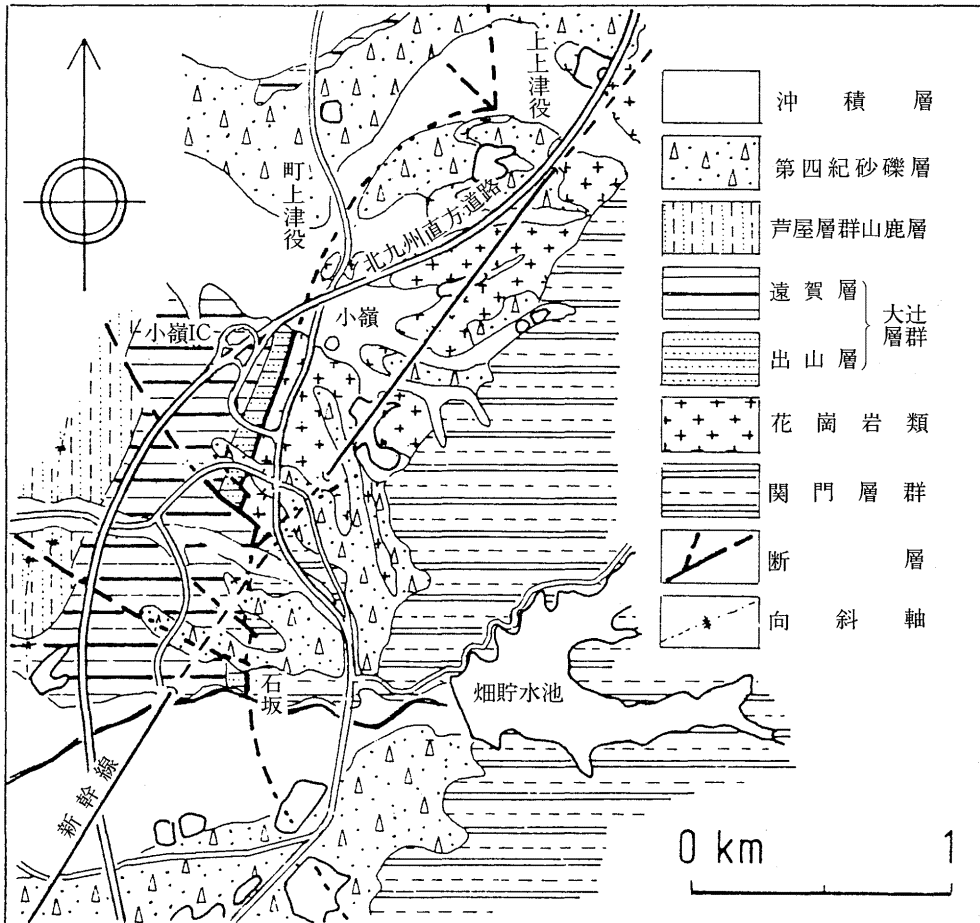 上上津役
町上津役
北九州直方道路
小嶺IC
小嶺
石坂
畑貯水池
新幹線
沖積層
第四紀砂礫層
芦屋層群山鹿層
遠賀層
出山層
大辻層群
花崗岩類
関門層群
断層
向斜軸
0 km 1